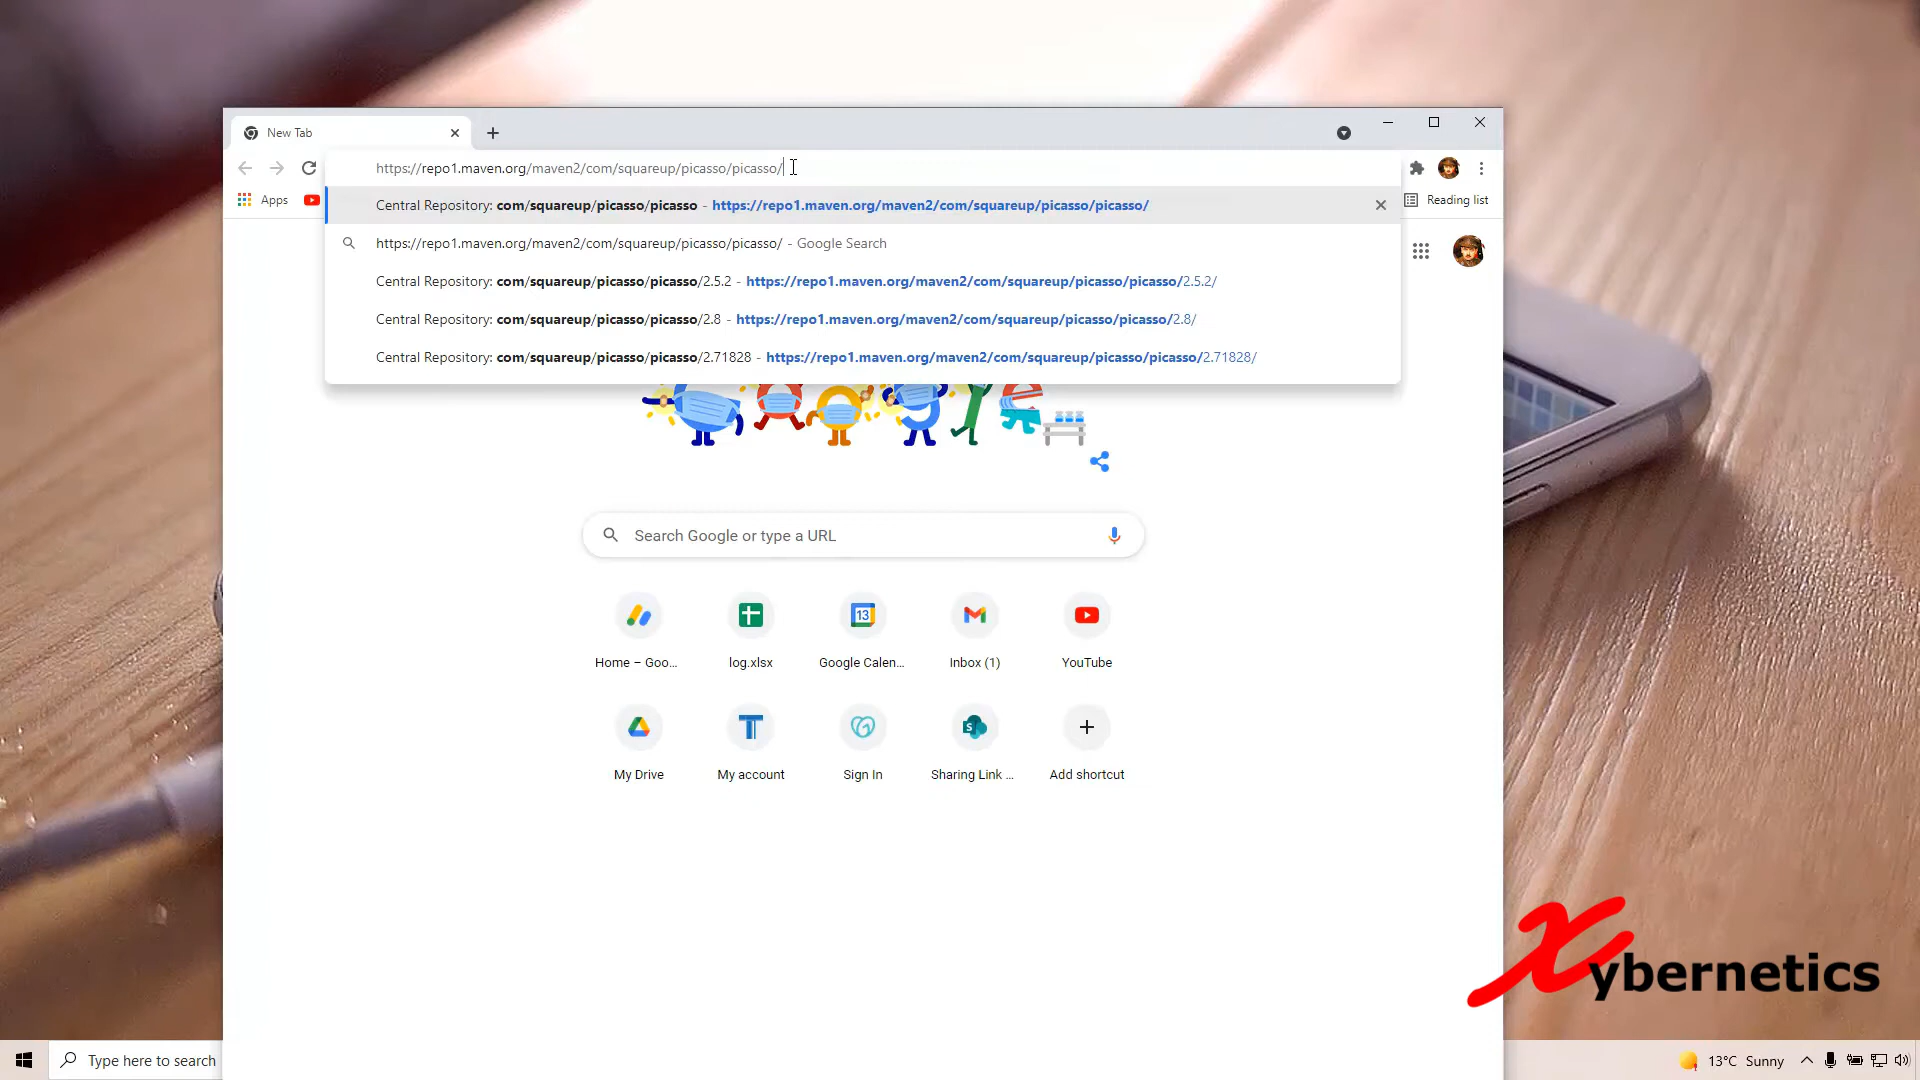 New Tab
https://repo1.maven.org/maven2/com/squareup/picasso/picasso/
Apps
Reading list
Central Repository: com/squareup/picasso/picasso - https://repo1.maven.org/maven2/com/squareup/picasso/picasso/
https://repo1.maven.org/maven2/com/squareup/picasso/picasso/ - Google Search
Central Repository: com/squareup/picasso/picasso/2.5.2 - https://repo1.maven.org/maven2/com/squareup/picasso/picasso/2.5.2/
Central Repository: com/squareup/picasso/picasso/2.8 - https://repo1.maven.org/maven2/com/squareup/picasso/picasso/2.8/
Central Repository: com/squareup/picasso/picasso/2.71828 - https://repo1.maven.org/maven2/com/squareup/picasso/picasso/2.71828/
Search Google or type a URL
13
Home – Goo...
log.xlsx
Google Calen...
Inbox (1)
YouTube
My Drive
My account
Sign In
Sharing Link ...
Add shortcut
Xybernetics
Type here to search
13°C Sunny